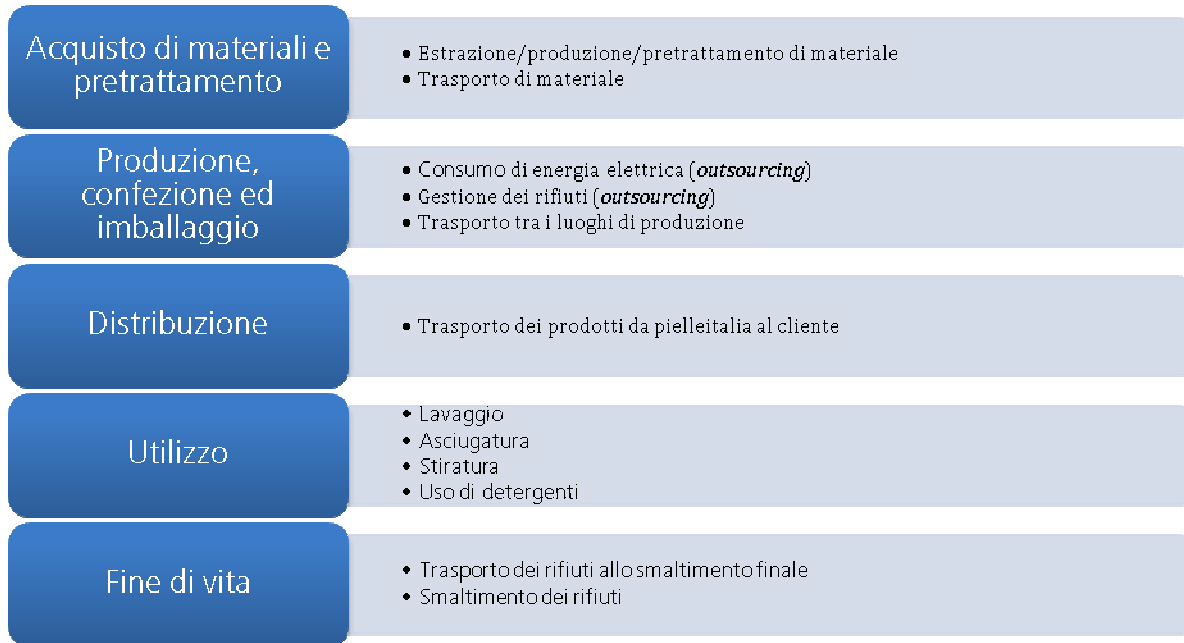 Acquisto di materiali e
pretrattamento
• Estrazione/produzione/pretrattamento di materiale
• Trasporto di materiale
Produzione,
confezione ed
imballaggio
• Consumo di energia elettrica (outsourcing)
• Gestione dei rifiuti (outsourcing)
• Trasporto tra i luoghi di produzione
Distribuzione
• Trasporto dei prodotti da pielleitalia al cliente
Utilizzo
• Lavaggio
• Asciugatura
• Stiratura
• Uso di detergenti
Fine di vita
• Trasporto dei rifiuti allo smaltimento finale
• Smaltimento dei rifiuti